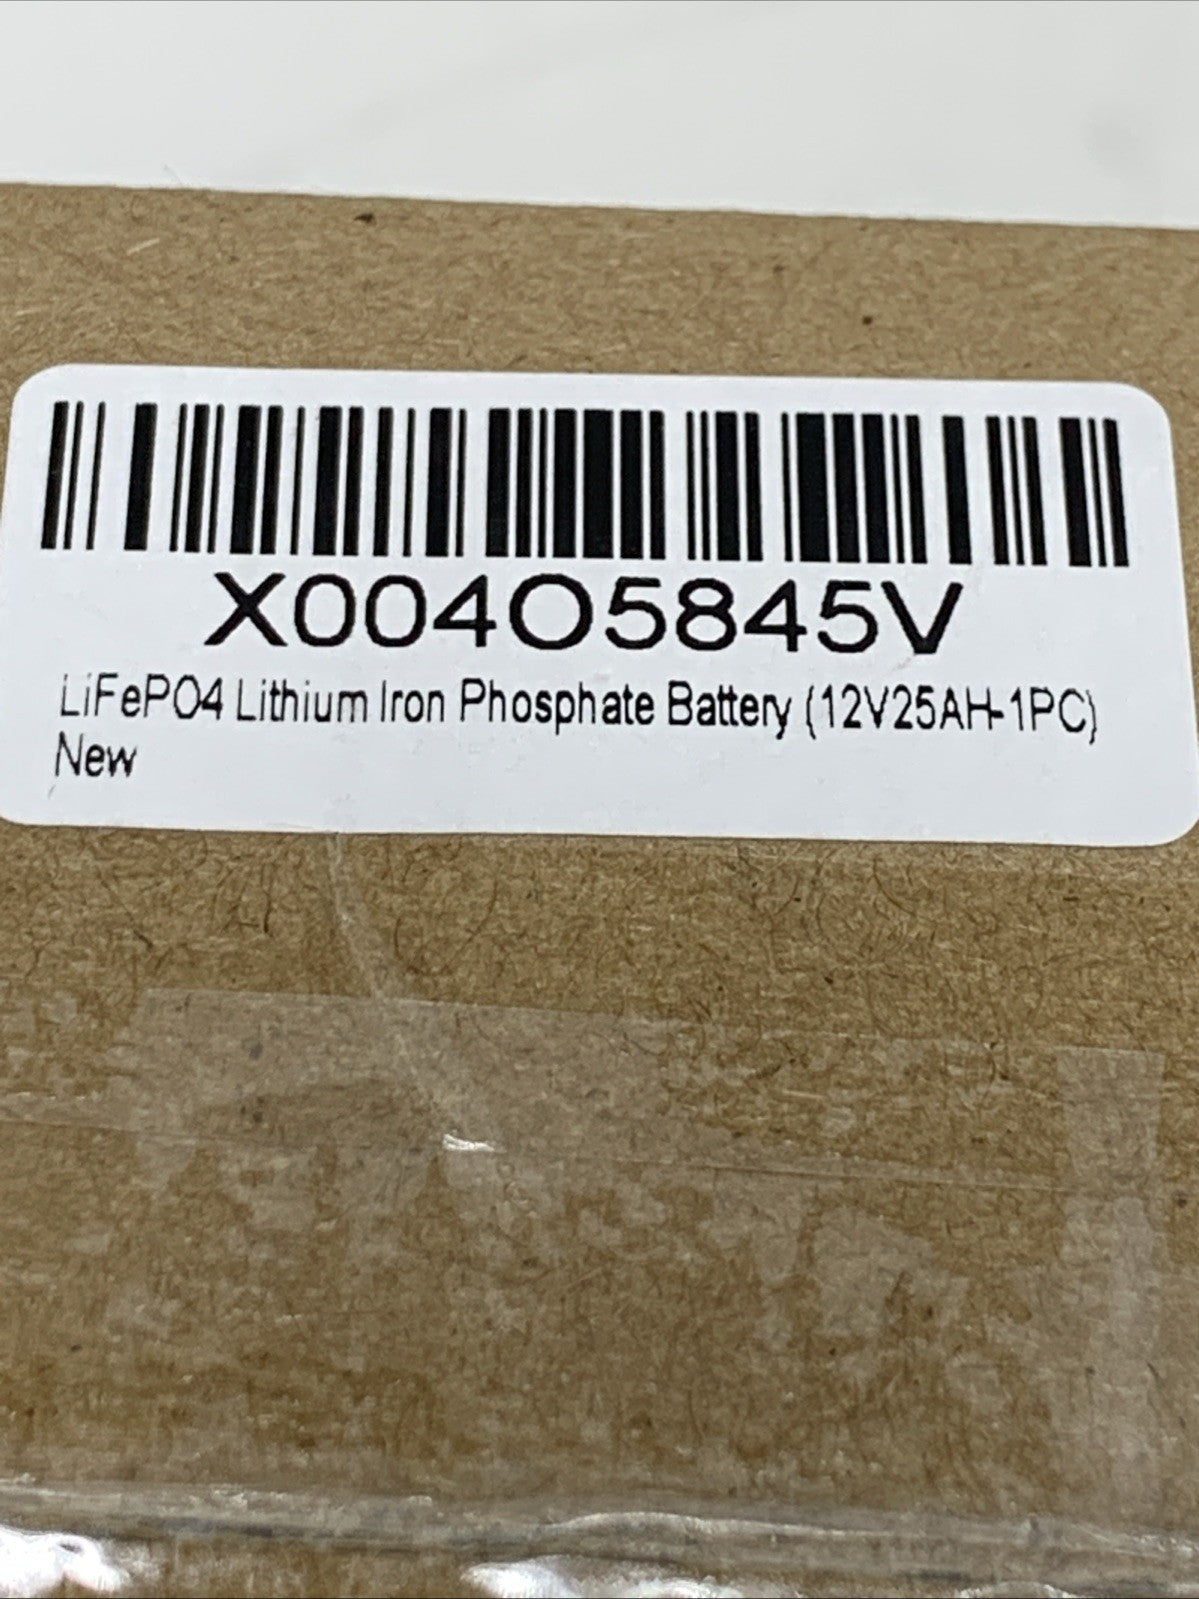 X004O5845V
LiFePO4 Lithium Iron Phosphate Battery (12V25AH-1PC)
New